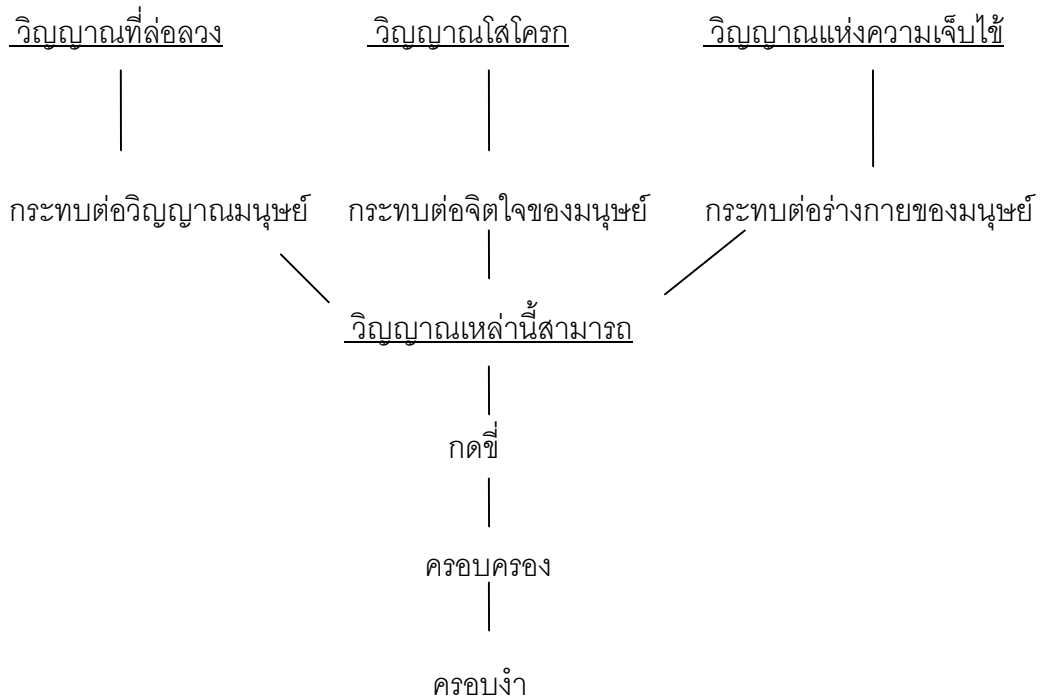 วิญญาณที่ล่อลวง วิญญาณโสโครก วิญญาณแห่งความเจ็บไข้
กระทบต่อวิญญาณมนุษย์ กระทบต่อจิตใจของมนุษย์ กระทบต่อร่างกายของมนุษย์
วิญญาณเหล่านี้สามารถ
กดขี่
ครอบครอง
ครอบงำ